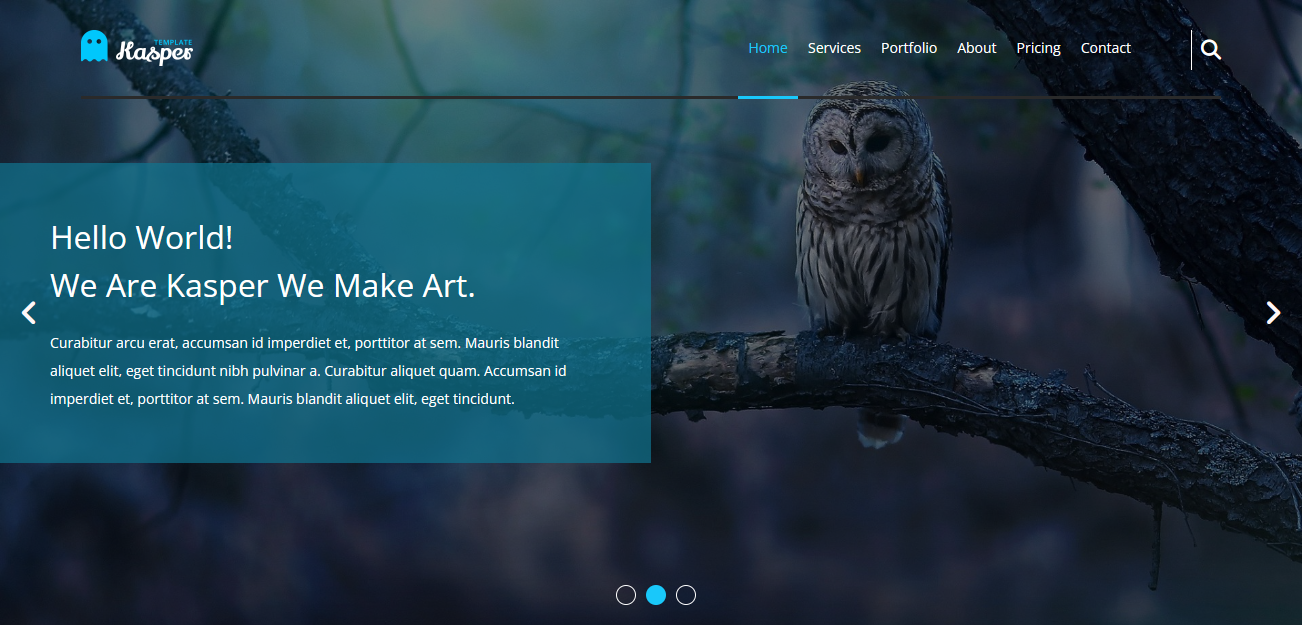 TEMPLATE
Kasper
Home Services Portfolio About Pricing Contact
Hello World!
We Are Kasper We Make Art.
Curabitur arcu erat, accumsan id imperdiet et, porttitor at sem. Mauris blandit
aliquet elit, eget tincidunt nibh pulvinar a. Curabitur aliquet quam. Accumsan id
imperdiet et, porttitor at sem. Mauris blandit aliquet elit, eget tincidunt.